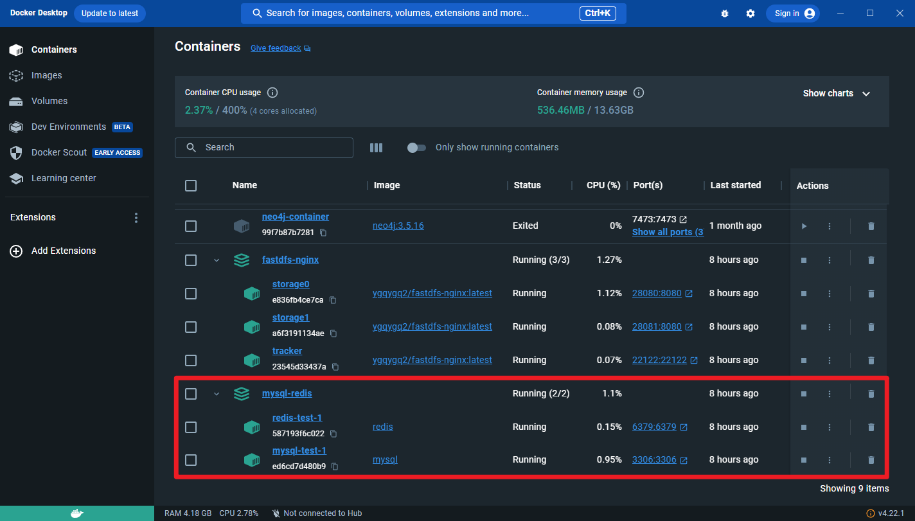 Docker Desktop
Update to latest
Search for images, containers, volumes, extensions and more...
Ctrl+K
Sign in
Containers
Images
Volumes
Dev Environments BETA
Docker Scout EARLY ACCESS
Learning center
Extensions
Add Extensions
Containers Give feedback
Container CPU usage
2.37% / 400% (4 cores allocated)
Container memory usage
536.46MB / 13.63GB
Show charts
Search
Only show running containers
Name Image Status CPU (%) Port(s) Last started Actions
neo4j-container
99f7b87b7281
neo4j:3.5.16 Exited 0% 7473:7473 1 month ago
Show all ports (3
fastdfs-nginx Running (3/3) 1.27% 8 hours ago
storage0
e836fb4ce7ca
ygqygq2/fastdfs-nginx:latest Running 1.12% 28080:8080 8 hours ago
storage1
a6f3191134ae
ygqygq2/fastdfs-nginx:latest Running 0.08% 28081:8080 8 hours ago
tracker
23545d33437a
ygqygq2/fastdfs-nginx:latest Running 0.07% 22122:22122 8 hours ago
mysql-redis Running (2/2) 1.1% 8 hours ago
redis-test-1
587193f6c022
redis Running 0.15% 6379:6379 8 hours ago
mysql-test-1
ed6cd7d480b9
mysql Running 0.95% 3306:3306 8 hours ago
Showing 9 items
RAM 4.18 GB CPU 2.78% Not connected to Hub
v4.22.1